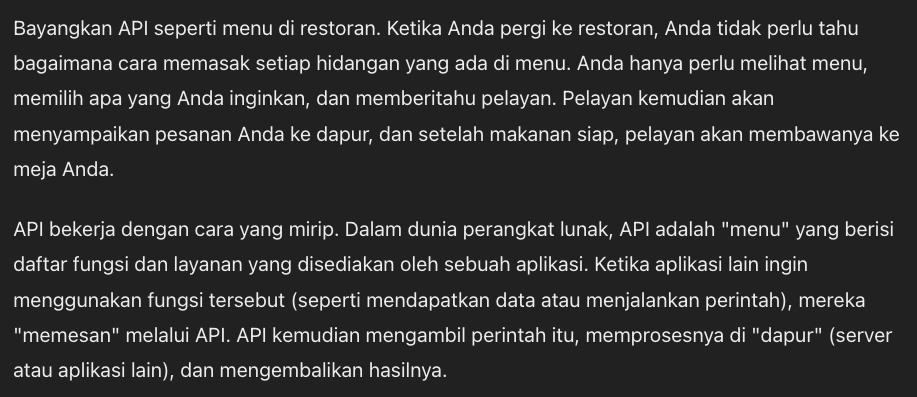 Bayangkan API seperti menu di restoran. Ketika Anda pergi ke restoran, Anda tidak perlu tahu
bagaimana cara memasak setiap hidangan yang ada di menu. Anda hanya perlu melihat menu,
memilih apa yang Anda inginkan, dan memberitahu pelayan. Pelayan kemudian akan
menyampaikan pesanan Anda ke dapur, dan setelah makanan siap, pelayan akan membawanya ke
meja Anda.
API bekerja dengan cara yang mirip. Dalam dunia perangkat lunak, API adalah "menu" yang berisi
daftar fungsi dan layanan yang disediakan oleh sebuah aplikasi. Ketika aplikasi lain ingin
menggunakan fungsi tersebut (seperti mendapatkan data atau menjalankan perintah), mereka
"memesan" melalui API. API kemudian mengambil perintah itu, memprosesnya di "dapur" (server
atau aplikasi lain), dan mengembalikan hasilnya.